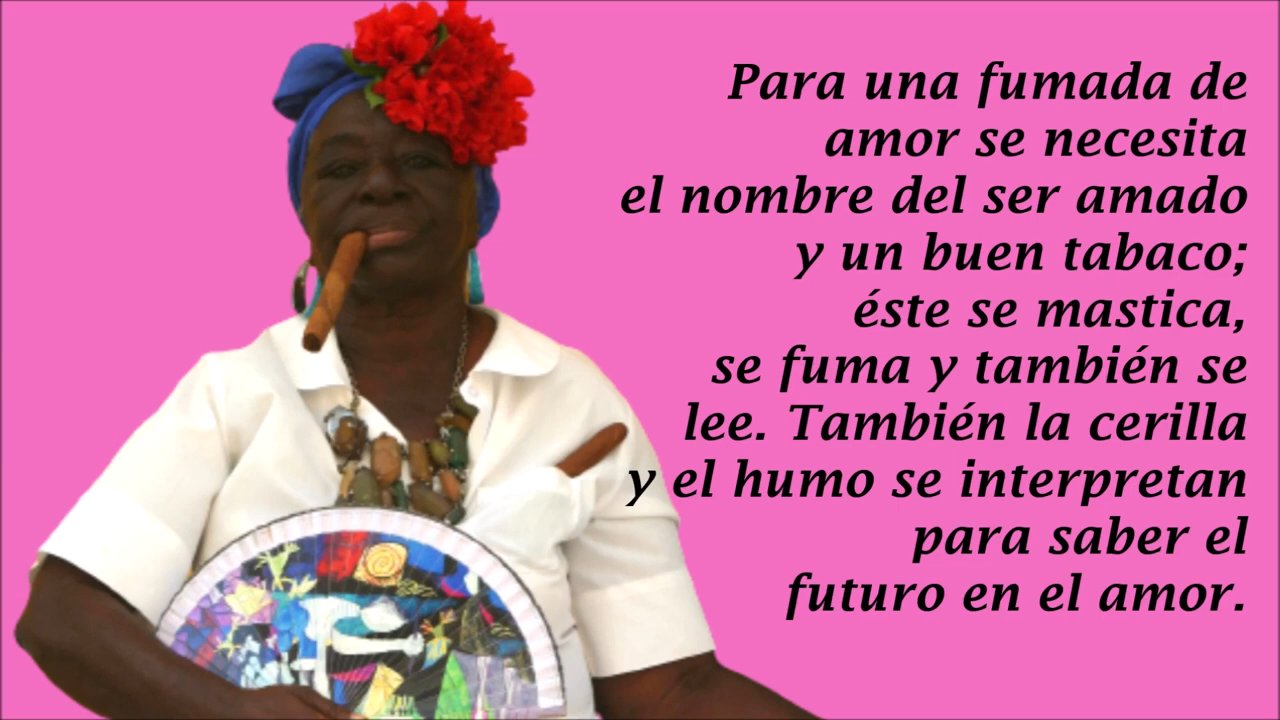 Para una fumada de
amor se necesita
el nombre del ser amado
y un buen tabaco;
éste se mastica,
se fuma y también se
lee. También la cerilla
y el humo se interpretan
para saber el
futuro en el amor.